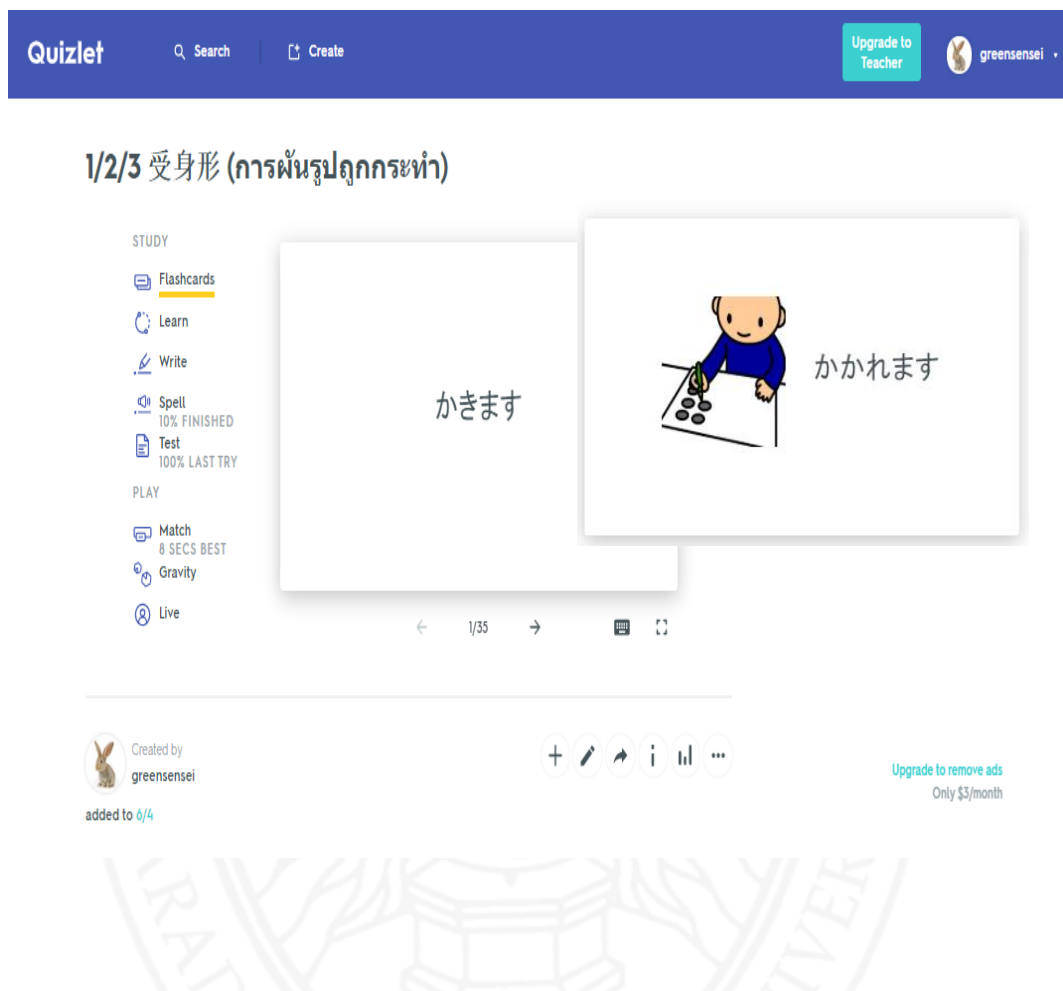 Quizlet
Search
Create
Upgrade to
Teacher
greensensei
1/2/3 受身形 (การผันรูปถูกกระทำ)
STUDY
Flashcards
Learn
Write
Spell
10% FINISHED
Test
100% LAST TRY
PLAY
Match
8 SECS BEST
Gravity
Live
かきます
かかれます
1/35
Created by
greensensei
added to 6/4
Upgrade to remove ads
Only $3/month